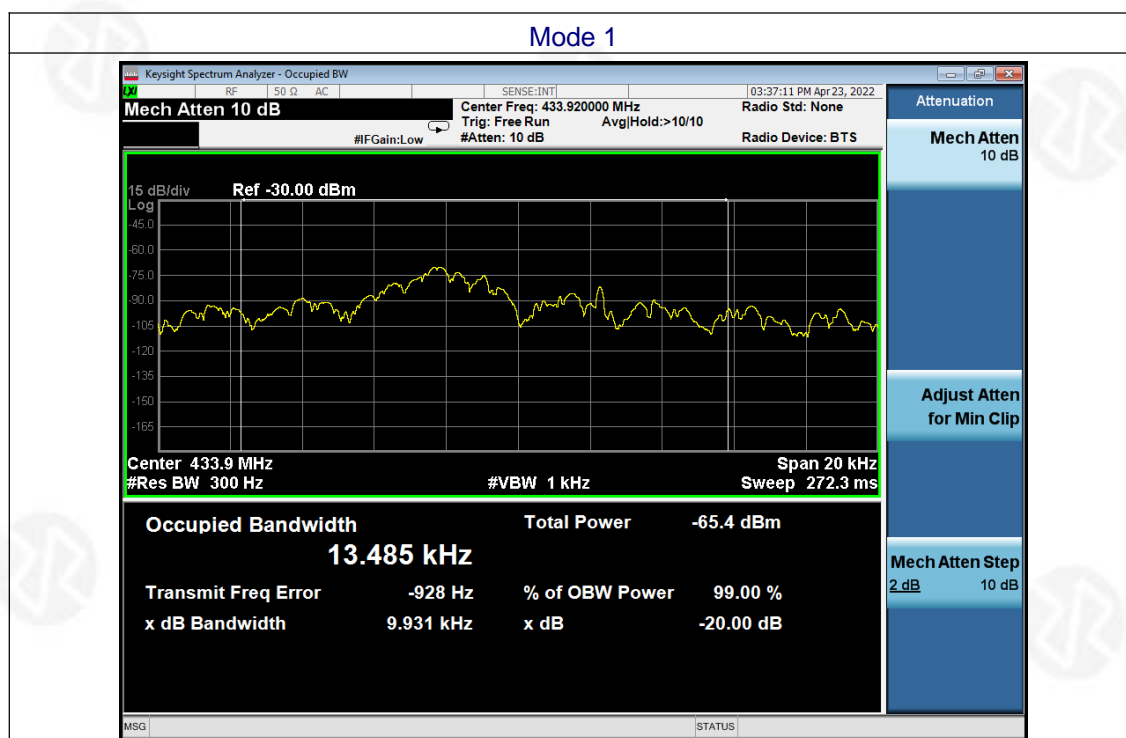 Mode 1
Keysight Spectrum Analyzer - Occupied BW
LXI RF 50 Ω AC SENSE:INT 03:37:11 PM Apr 23, 2022
Mech Atten 10 dB
Center Freq: 433.920000 MHz Radio Std: None
Trig: Free Run Avg|Hold:>10/10
#IFGain:Low #Atten: 10 dB Radio Device: BTS
15 dB/div Ref -30.00 dBm
Log
-45.0
-60.0
-75.0
-90.0
-105
-120
-135
-150
-165
Center 433.9 MHz Span 20 kHz
#Res BW 300 Hz #VBW 1 kHz Sweep 272.3 ms
Occupied Bandwidth Total Power -65.4 dBm
13.485 kHz
Transmit Freq Error -928 Hz % of OBW Power 99.00 %
x dB Bandwidth 9.931 kHz x dB -20.00 dB
MSG STATUS
Attenuation
Mech Atten
10 dB
Adjust Atten
for Min Clip
Mech Atten Step
2 dB 10 dB